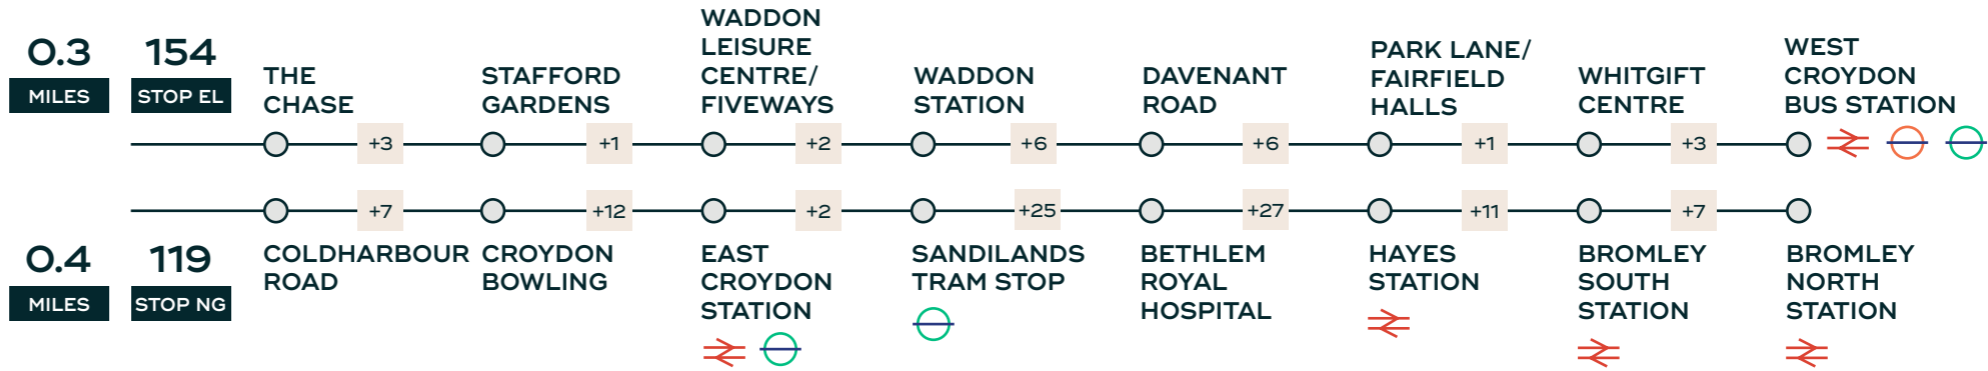 0.3
MILES
154
STOP EL
THE
CHASE
STAFFORD
GARDENS
WADDON
LEISURE
CENTRE/
FIVEWAYS
WADDON
STATION
DAVENANT
ROAD
PARK LANE/
FAIRFIELD
HALLS
WHITGIFT
CENTRE
WEST
CROYDON
BUS STATION
+3
+1
+2
+6
+6
+1
+3
+7
+12
+2
+25
+27
+11
+7
0.4
MILES
119
STOP NG
COLDHARBOUR
ROAD
CROYDON
BOWLING
EAST
CROYDON
STATION
SANDILANDS
TRAM STOP
BETHLEM
ROYAL
HOSPITAL
HAYES
STATION
BROMLEY
SOUTH
STATION
BROMLEY
NORTH
STATION